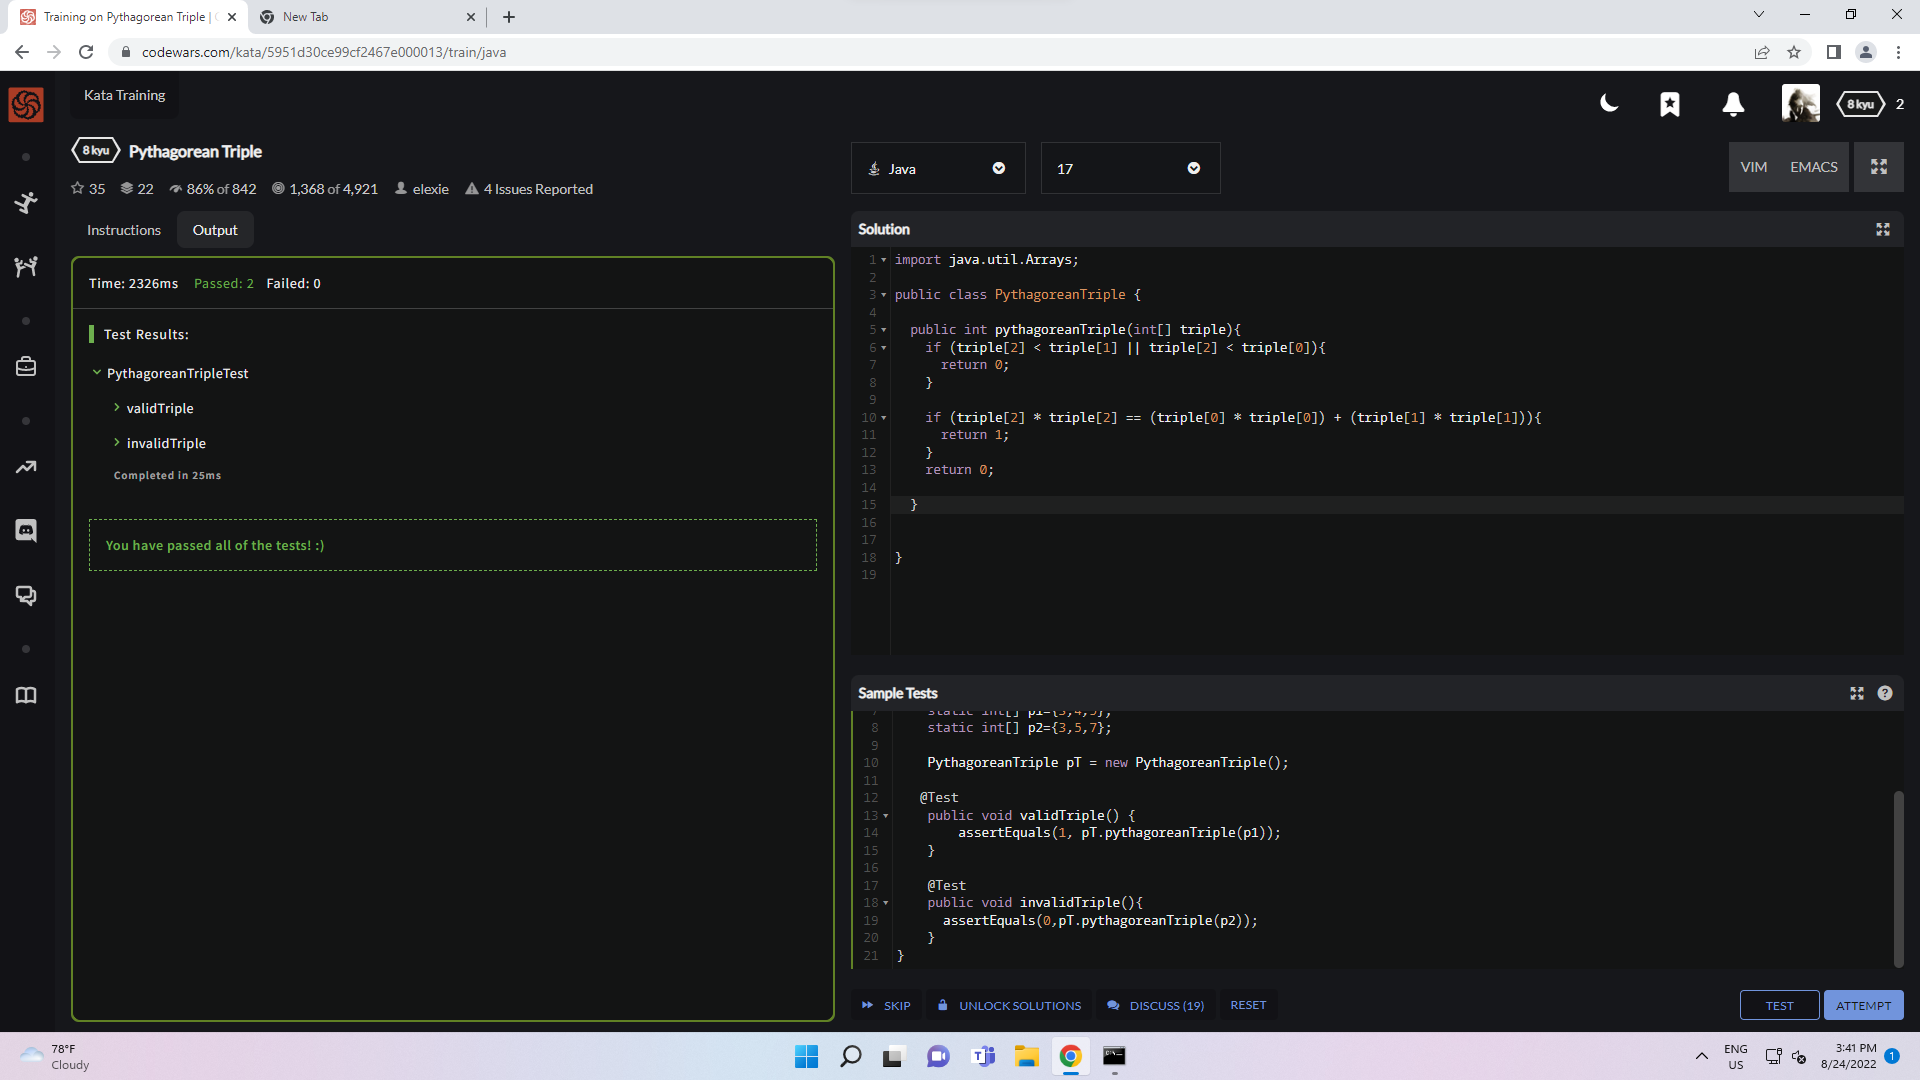 Training on Pythagorean Triple |
New Tab
codewars.com/kata/5951d30ce99cf2467e000013/train/java
Kata Training
8 kyu
2
8 kyu
Pythagorean Triple
35
22
86% of 842
1,368 of 4,921
elexie
4 Issues Reported
Java
17
VIM
EMACS
Instructions
Output
Solution
Time: 2326ms Passed: 2 Failed: 0
Test Results:
PythagoreanTripleTest
validTriple
invalidTriple
Completed in 25ms
You have passed all of the tests! :)
1 import java.util.Arrays;
2
3 public class PythagoreanTriple {
4
5 public int pythagoreanTriple(int[] triple){
6 if (triple[2] < triple[1] || triple[2] < triple[0]){
7 return 0;
8 }
9
10 if (triple[2] * triple[2] == (triple[0] * triple[0]) + (triple[1] * triple[1])){
11 return 1;
12 }
13 return 0;
14
15 }
16
17
18 }
19
Sample Tests
7 static int[] p1={3,4,5};
8 static int[] p2={3,5,7};
9
10 PythagoreanTriple pT = new PythagoreanTriple();
11
12 @Test
13 public void validTriple() {
14 assertEquals(1, pT.pythagoreanTriple(p1));
15 }
16
17 @Test
18 public void invalidTriple(){
19 assertEquals(0,pT.pythagoreanTriple(p2));
20 }
21 }
SKIP
UNLOCK SOLUTIONS
DISCUSS (19)
RESET
TEST
ATTEMPT
78°F
Cloudy
ENG
US
3:41 PM
8/24/2022
1